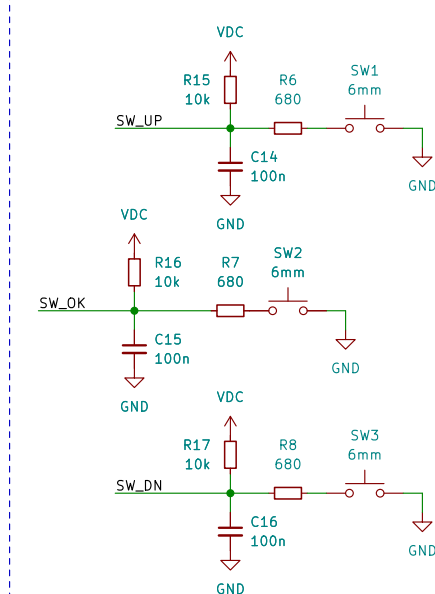 VDC
R15
10k
R6
680
SW1
6mm
SW_UP
C14
100n
GND
GND
VDC
R16
10k
R7
680
SW2
6mm
SW_OK
C15
100n
GND
GND
VDC
R17
10k
R8
680
SW3
6mm
SW_DN
C16
100n
GND
GND